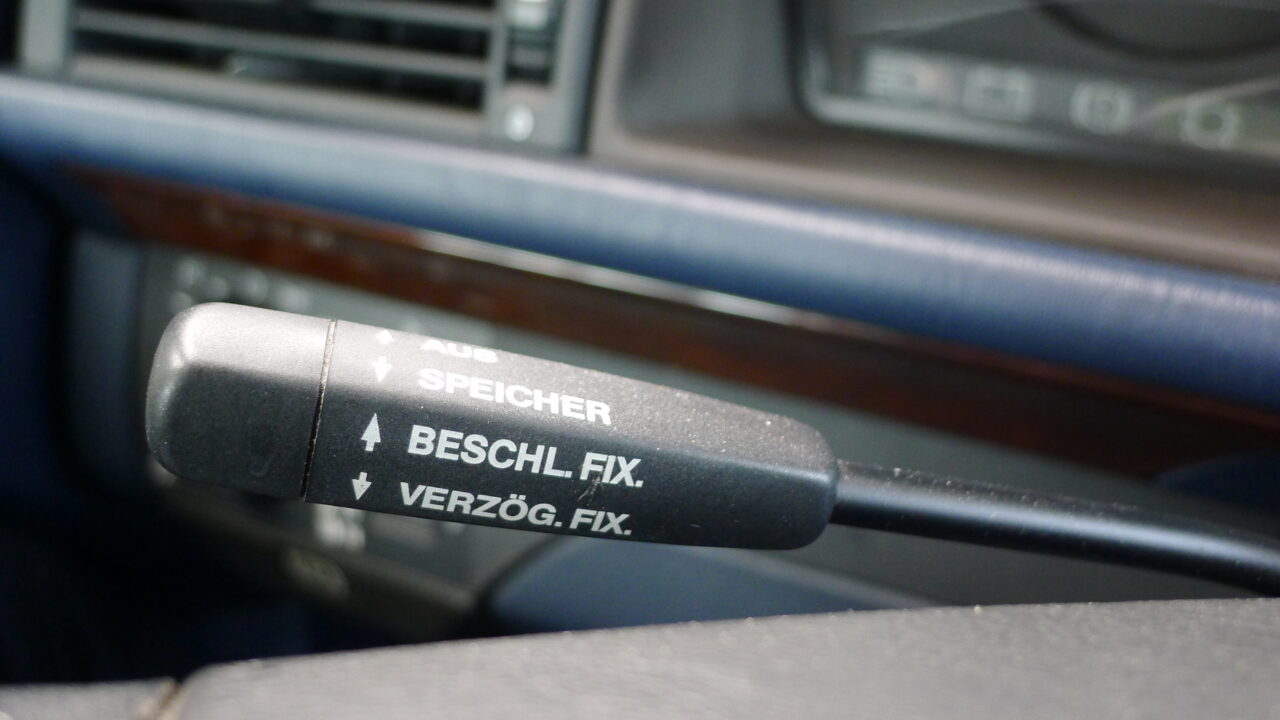 AUS
SPEICHER
BESCHL. FIX.
VERZÖG. FIX.